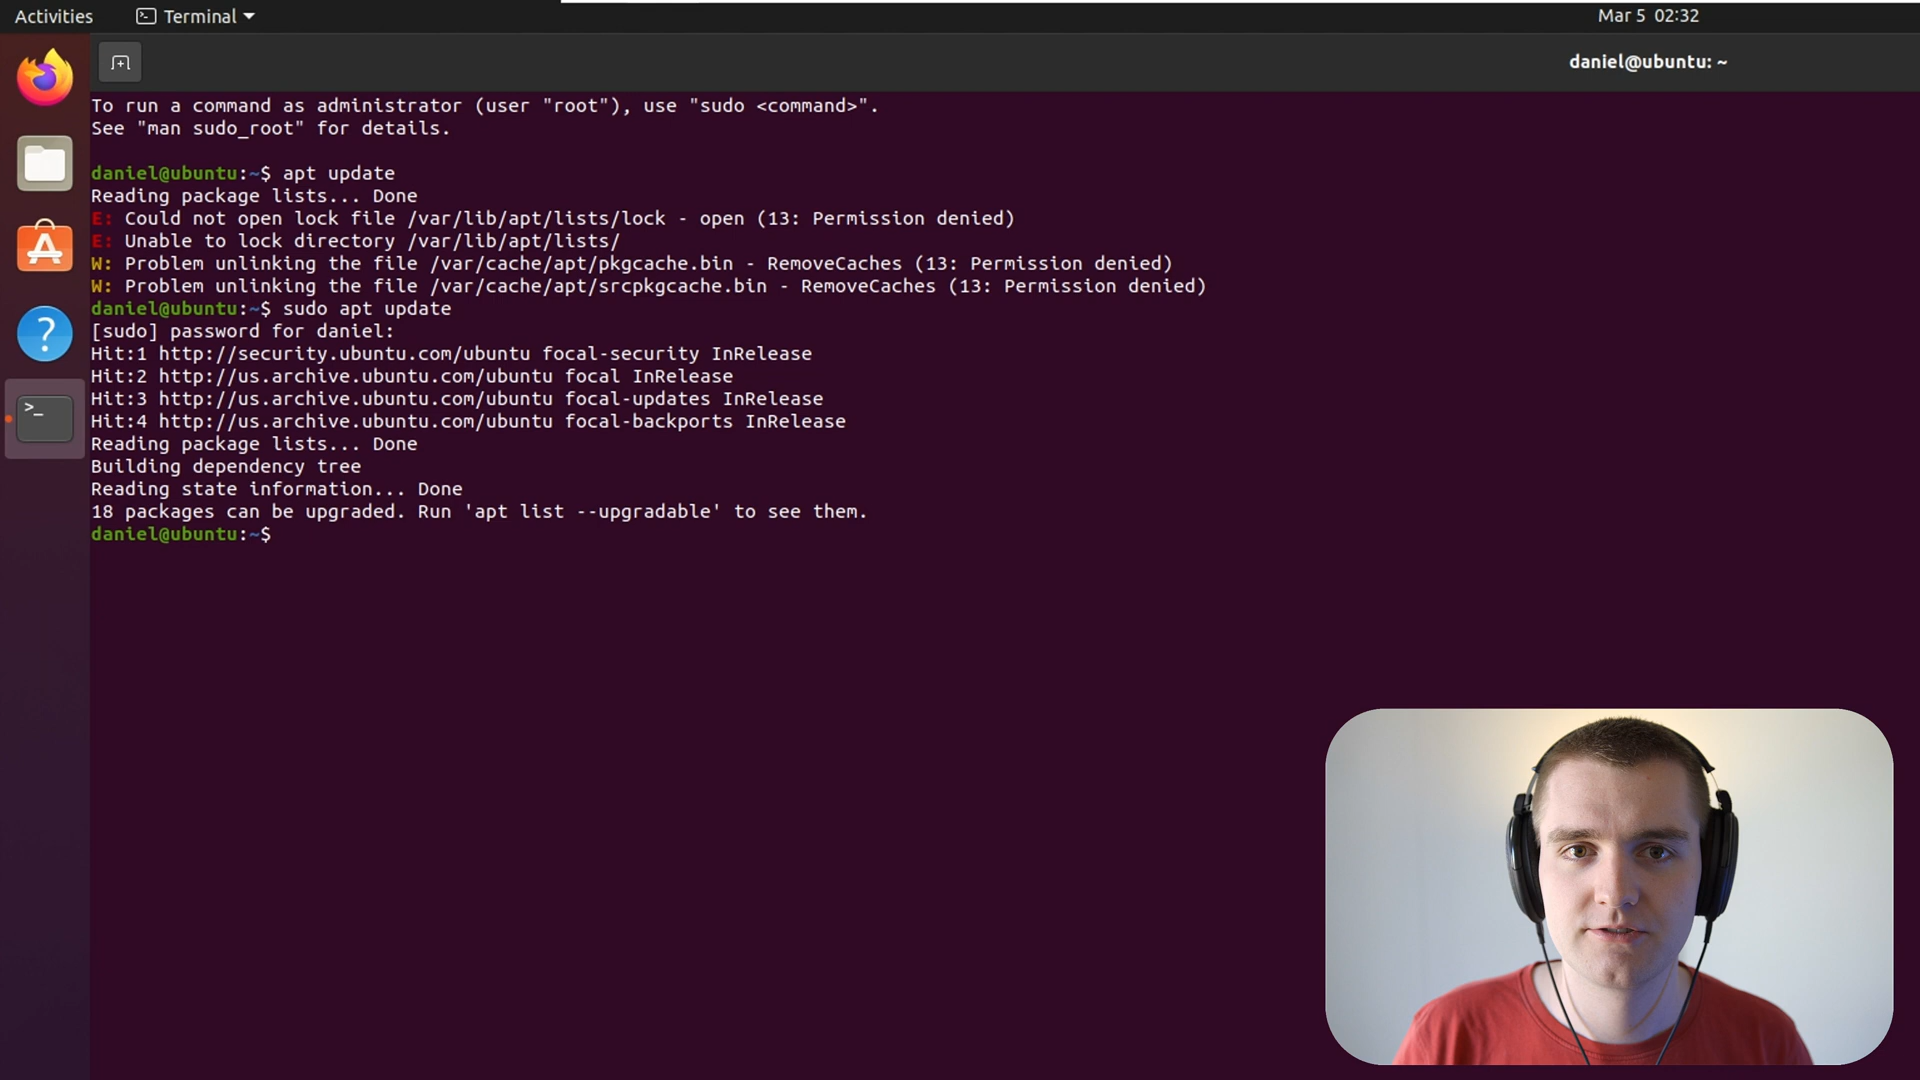 Activities
Terminal
Mar 5 02:32
daniel@ubuntu: ~
To run a command as administrator (user "root"), use "sudo <command>".
See "man sudo_root" for details.
daniel@ubuntu:~$ apt update
Reading package lists... Done
E: Could not open lock file /var/lib/apt/lists/lock - open (13: Permission denied)
E: Unable to lock directory /var/lib/apt/lists/
W: Problem unlinking the file /var/cache/apt/pkgcache.bin - RemoveCaches (13: Permission denied)
W: Problem unlinking the file /var/cache/apt/srcpkgcache.bin - RemoveCaches (13: Permission denied)
daniel@ubuntu:~$ sudo apt update
[sudo] password for daniel:
Hit:1 http://security.ubuntu.com/ubuntu focal-security InRelease
Hit:2 http://us.archive.ubuntu.com/ubuntu focal InRelease
Hit:3 http://us.archive.ubuntu.com/ubuntu focal-updates InRelease
Hit:4 http://us.archive.ubuntu.com/ubuntu focal-backports InRelease
Reading package lists... Done
Building dependency tree
Reading state information... Done
18 packages can be upgraded. Run 'apt list --upgradable' to see them.
daniel@ubuntu:~$